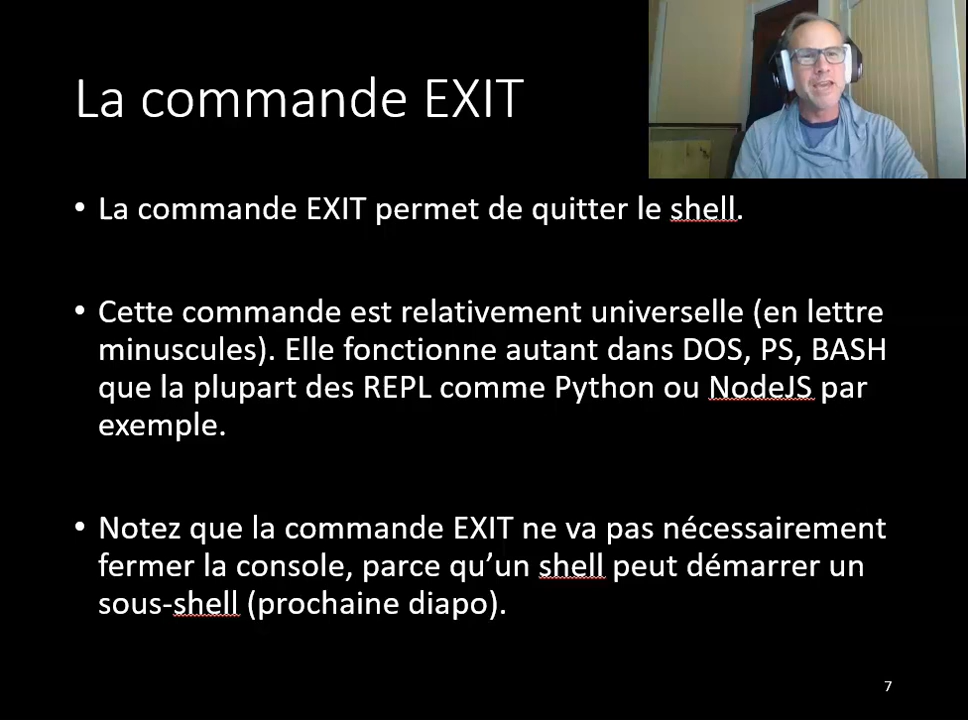 La commande EXIT
• La commande EXIT permet de quitter le shell.
• Cette commande est relativement universelle (en lettre
minuscules). Elle fonctionne autant dans DOS, PS, BASH
que la plupart des REPL comme Python ou NodeJS par
exemple.
• Notez que la commande EXIT ne va pas nécessairement
fermer la console, parce qu’un shell peut démarrer un
sous-shell (prochaine diapo).
7